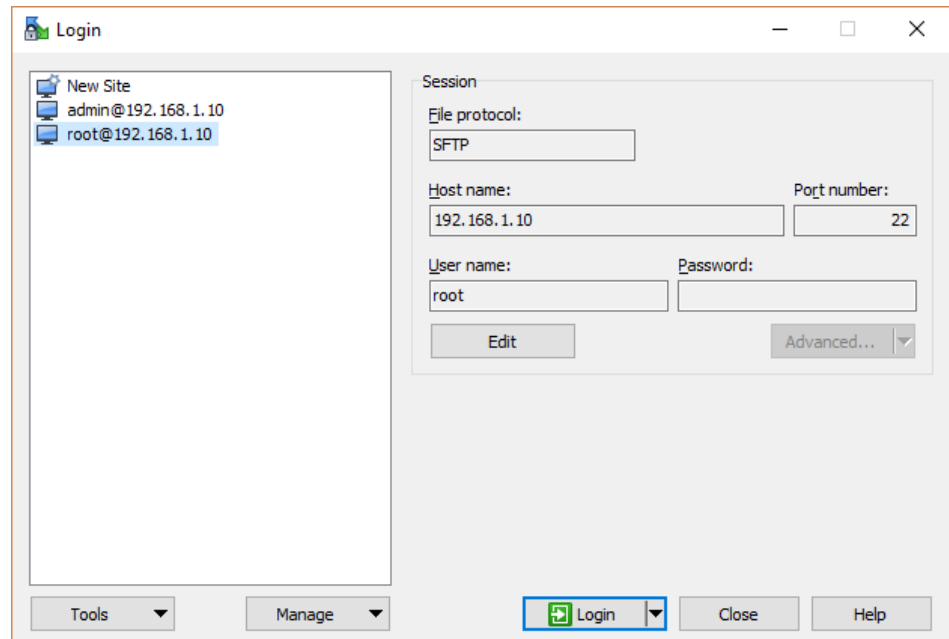 Login
New Site
admin@192.168.1.10
root@192.168.1.10
Session
File protocol:
SFTP
Host name:
Port number:
192.168.1.10
22
User name:
Password:
root
Edit
Advanced...
Tools
Manage
Login
Close
Help